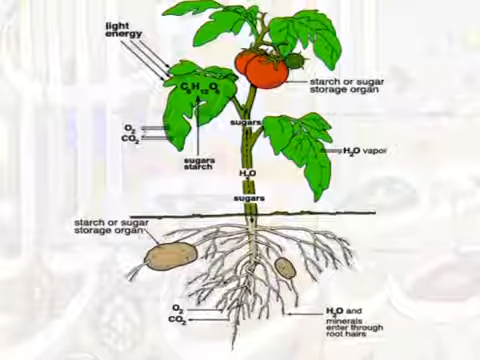 light
energy
C6H12O6
starch or sugar
storage organ
sugars
O2
CO2
sugars
starch
H2O vapor
H2O
sugars
starch or sugar
storage organ
O2
CO2
H2O and
minerals
enter through
root hairs